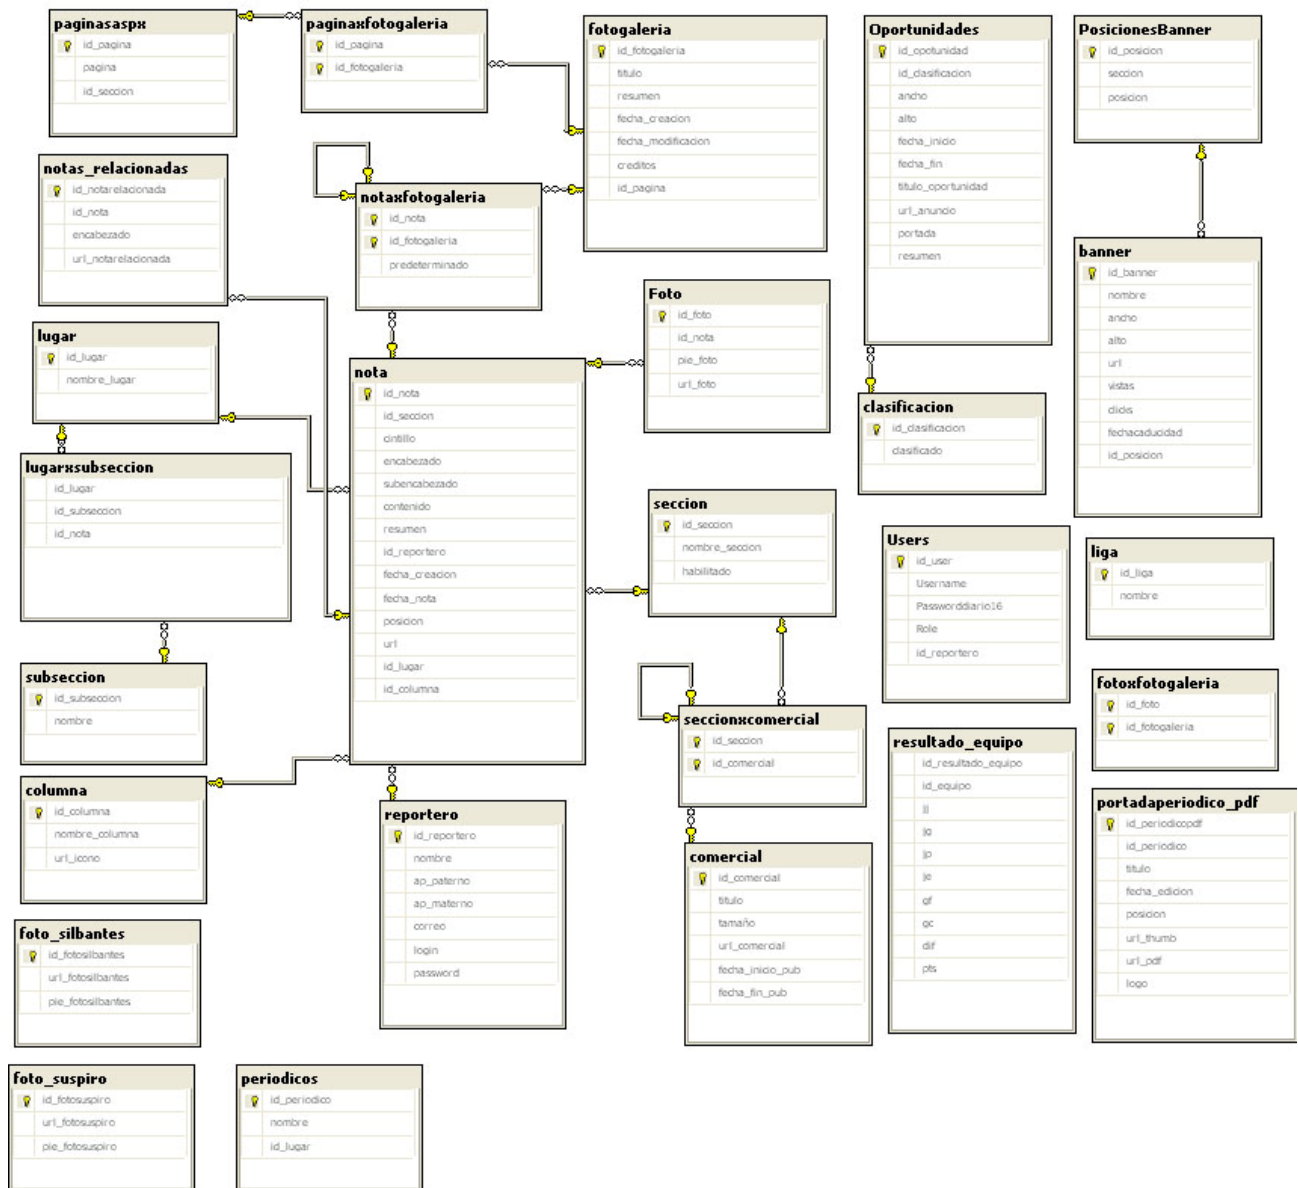 paginasaspx
id_pagina
pagina
id_seccion
paginaxfotogaleria
id_pagina
id_fotogaleria
fotogaleria
id_fotogaleria
titulo
resumen
fecha_creacion
fecha_modificacion
creditos
id_pagina
Oportunidades
id_opotunidad
id_clasificacion
ancho
alto
fecha_inicio
fecha_fin
titulo_oportunidad
url_anuncio
portada
resumen
PosicionesBanner
id_posicion
seccion
posicion
notas_relacionadas
id_notarelacionada
id_nota
encabezado
url_notarelacionada
notaxfotogaleria
id_nota
id_fotogaleria
predeterminado
banner
id_banner
nombre
ancho
alto
url
vistas
clicks
fechacaducidad
id_posicion
Foto
id_foto
id_nota
pie_foto
url_foto
lugar
id_lugar
nombre_lugar
nota
id_nota
id_seccion
cintillo
encabezado
subencabezado
contenido
resumen
id_reportero
fecha_creacion
fecha_nota
posicion
url
id_lugar
id_columna
clasificacion
id_clasificacion
clasificado
lugarxsubseccion
id_lugar
id_subseccion
id_nota
seccion
id_seccion
nombre_seccion
habilitado
Users
id_user
Username
Passworddiario16
Role
id_reportero
liga
id_liga
nombre
subseccion
id_subseccion
nombre
fotoxfotogaleria
id_foto
id_fotogaleria
seccionxcomercial
id_seccion
id_comercial
resultado_equipo
id_resultado_equipo
id_equipo
jj
jg
jp
je
gf
gc
dif
pts
columna
id_columna
nombre_columna
url_icono
reportero
id_reportero
nombre
ap_paterno
ap_materno
correo
login
password
portadaperiodico_pdf
id_periodicopdf
id_periodico
titulo
fecha_edicion
posicion
url_thumb
url_pdf
logo
comercial
id_comercial
titulo
tamaño
url_comercial
fecha_inicio_pub
fecha_fin_pub
foto_silbantes
id_fotosilbantes
url_fotosilbantes
pie_fotosilbantes
foto_suspiro
id_fotosuspiro
url_fotosuspiro
pie_fotosuspiro
periodicos
id_periodico
nombre
id_lugar